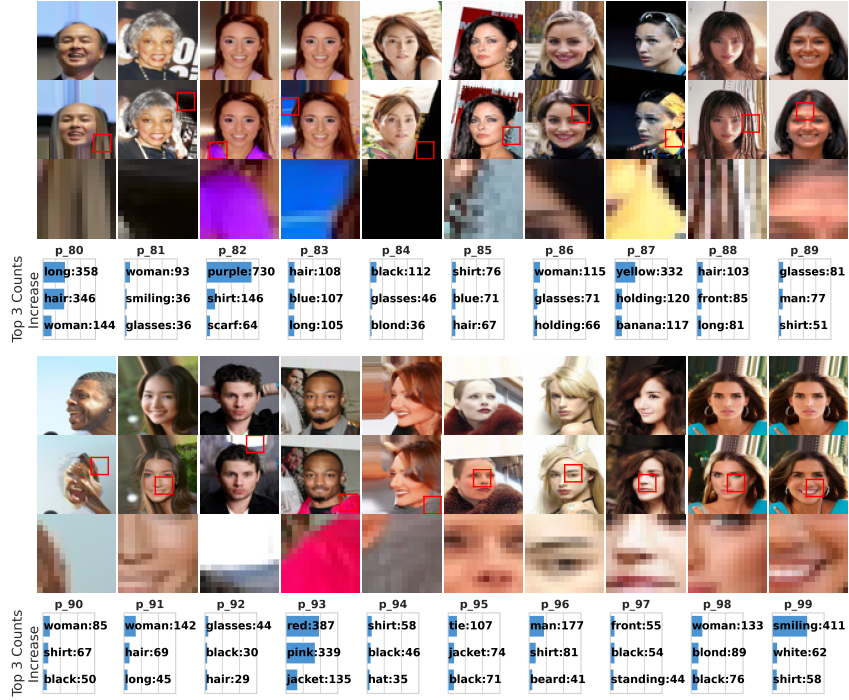 p_80 p_81 p_82 p_83 p_84 p_85 p_86 p_87 p_88 p_89
Top 3 Counts
Increase
long:358 woman:93 purple:730 hair:108 black:112 shirt:76 woman:115 yellow:332 hair:103 glasses:81
hair:346 smiling:36 shirt:146 blue:107 glasses:46 blue:71 glasses:71 holding:120 front:85 man:77
woman:144 glasses:36 scarf:64 long:105 blond:36 hair:67 holding:66 banana:117 long:81 shirt:51
p_90 p_91 p_92 p_93 p_94 p_95 p_96 p_97 p_98 p_99
Top 3 Counts
Increase
woman:85 woman:142 glasses:44 red:387 shirt:58 tie:107 man:177 front:55 woman:133 smiling:411
shirt:67 hair:69 black:30 pink:339 black:46 jacket:74 shirt:81 black:54 blond:89 white:62
black:50 long:45 hair:29 jacket:135 hat:35 black:71 beard:41 standing:44 black:76 shirt:58